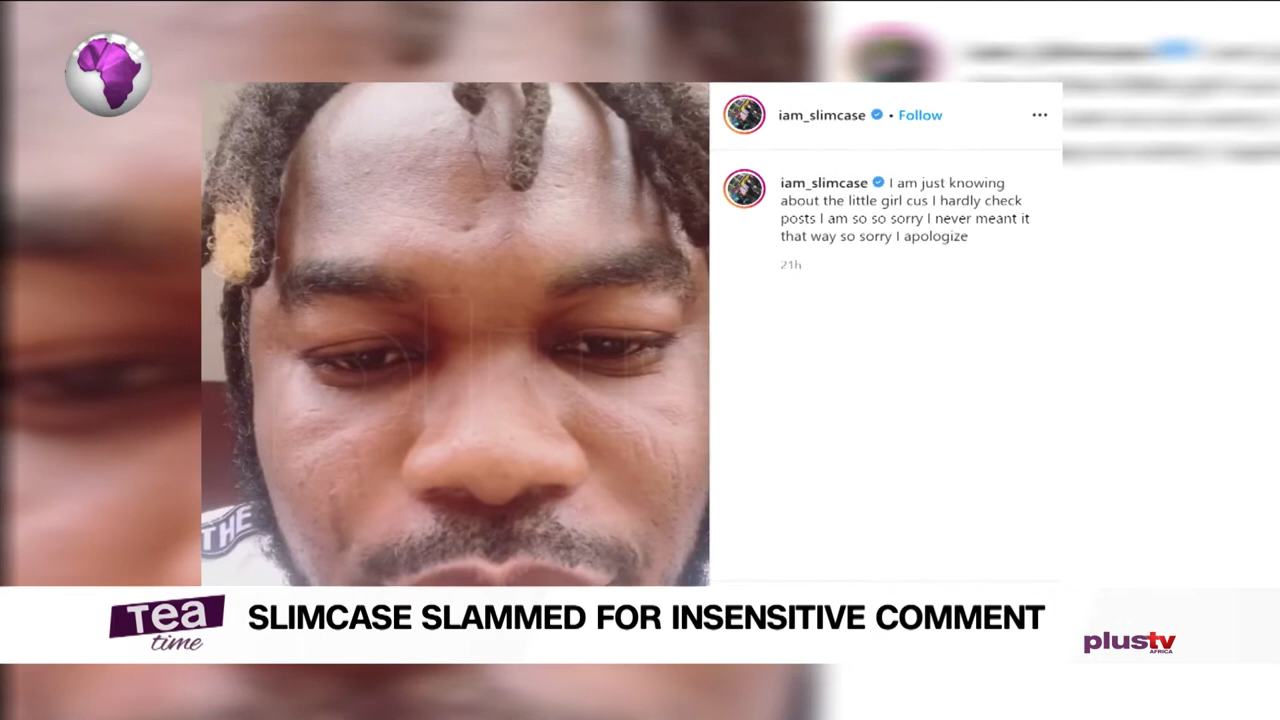 iam_slimcase • Follow
iam_slimcase I am just knowing
about the little girl cus I hardly check
posts I am so so sorry I never meant it
that way so sorry I apologize
21h
THE
Tea
time
SLIMCASE SLAMMED FOR INSENSITIVE COMMENT
plustv
AFRICA